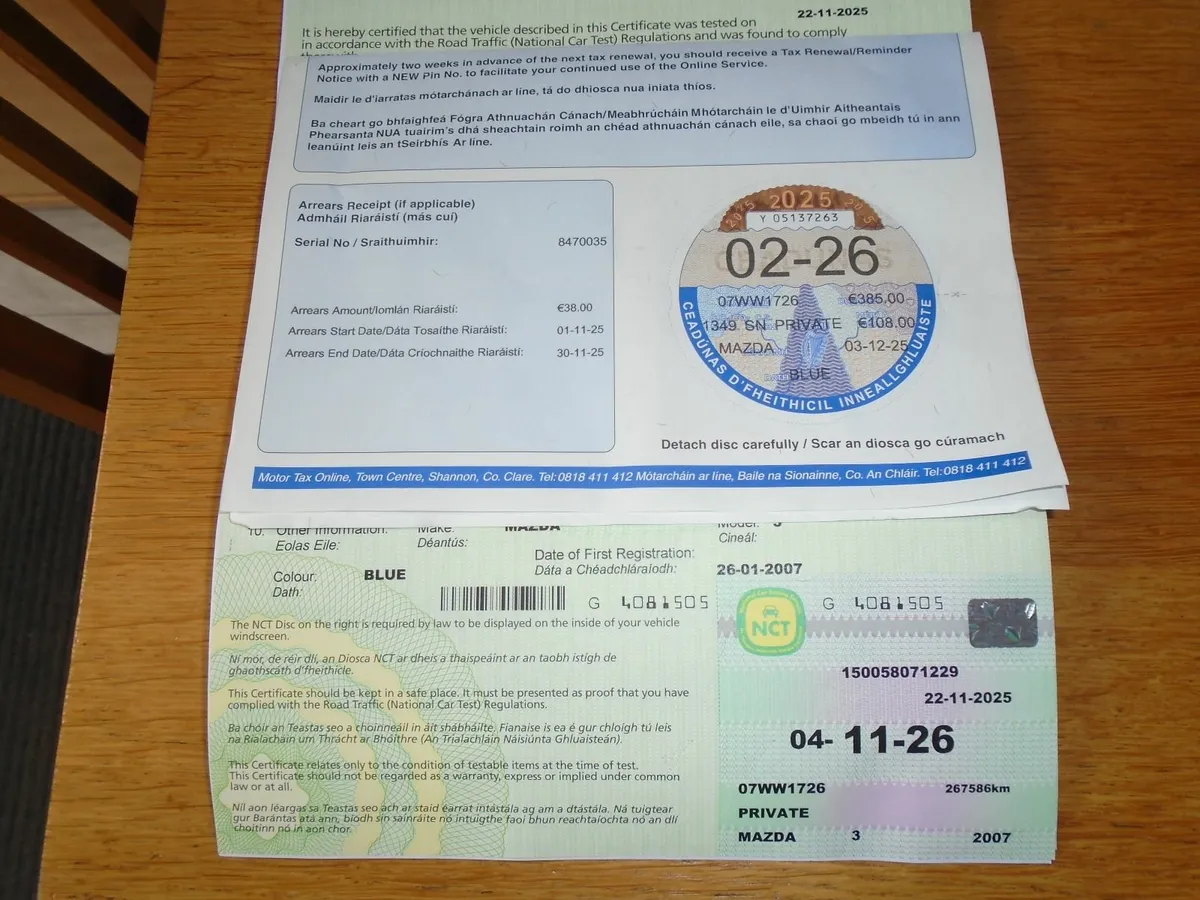 22-11-2025
It is hereby certified that the vehicle described in this Certificate was tested on
in accordance with the Road Traffic (National Car Test) Regulations and was found to comply
therewith
Approximately two weeks in advance of the next tax renewal, you should receive a Tax Renewal/Reminder
Notice with a NEW Pin No. to facilitate your continued use of the Online Service.
Maidir le d'iarratas mótarchánach ar líne, tá do dhiosca nua iniata thíos.
Ba cheart go bhfaighfeá Fógra Athnuachán Cánach/Meabhrúcháin Mhótarcháin le d'Uimhir Aitheantais
Phearsanta NUA tuairim's dhá sheachtain roimh an chéad athnuachán cánach eile, sa chaoi go mbeidh tú in ann
leanúint leis an tSeirbhís Ar líne.
Arrears Receipt (if applicable)
Admháil Riaráistí (más cuí)
Serial No / Sraithuimhir: 8470035
Arrears Amount/Iomlán Riaráistí: €38.00
Arrears Start Date/Dáta Tosaithe Riaráistí: 01-11-25
Arrears End Date/Dáta Críochnaithe Riaráistí: 30-11-25
2025 2025 2025
Y 05137263
02-26
07WW1726 €385.00
1349 SN PRIVATE €108.00
MAZDA 03-12-25
BLUE
CEADÚNAS D'FHEITHICIL INNEALLGHLUAISTE
Detach disc carefully / Scar an diosca go cúramach
Motor Tax Online, Town Centre, Shannon, Co. Clare. Tel:0818 411 412 Mótarcháin ar líne, Baile na Sionainne, Co. An Chláir. Tel:0818 411 412
10. Other Information: Make: MAZDA Model: 3
Eolas Eile: Déantús: Cineál:
Date of First Registration:
Colour: BLUE Dáta a Chéadchláraíodh: 26-01-2007
Dath:
G 4081505
The NCT Disc on the right is required by law to be displayed on the inside of your vehicle
windscreen.
Ní mór, de réir dlí, an Diosca NCT ar dheis a thaispeáint ar an taobh istigh de
ghaothscáth d'fheithicle.
This Certificate should be kept in a safe place. It must be presented as proof that you have
complied with the Road Traffic (National Car Test) Regulations.
Ba chóir an Teastas seo a choinneáil in áit shábháilte. Fianaise is ea é gur chloígh tú leis
na Rialachain um Thrácht ar Bhóithre (An Trialachláin Náisiúnta Ghluaisteán).
This Certificate relates only to the condition of testable items at the time of test.
This Certificate should not be regarded as a warranty, express or implied under common
law or at all.
Níl aon léargas sa Teastas seo ach ar staid éarraí intástála ag am a dtástála. Ná tuigtear
gur Barántas atá ann, bíodh sin sainráite nó intuigthe faoi bhun reachtaíochta nó an dlí
choitinn nó in aon chor.
NCT
G 4081505
150058071229
22-11-2025
04- 11-26
07WW1726 267586km
PRIVATE
MAZDA 3 2007